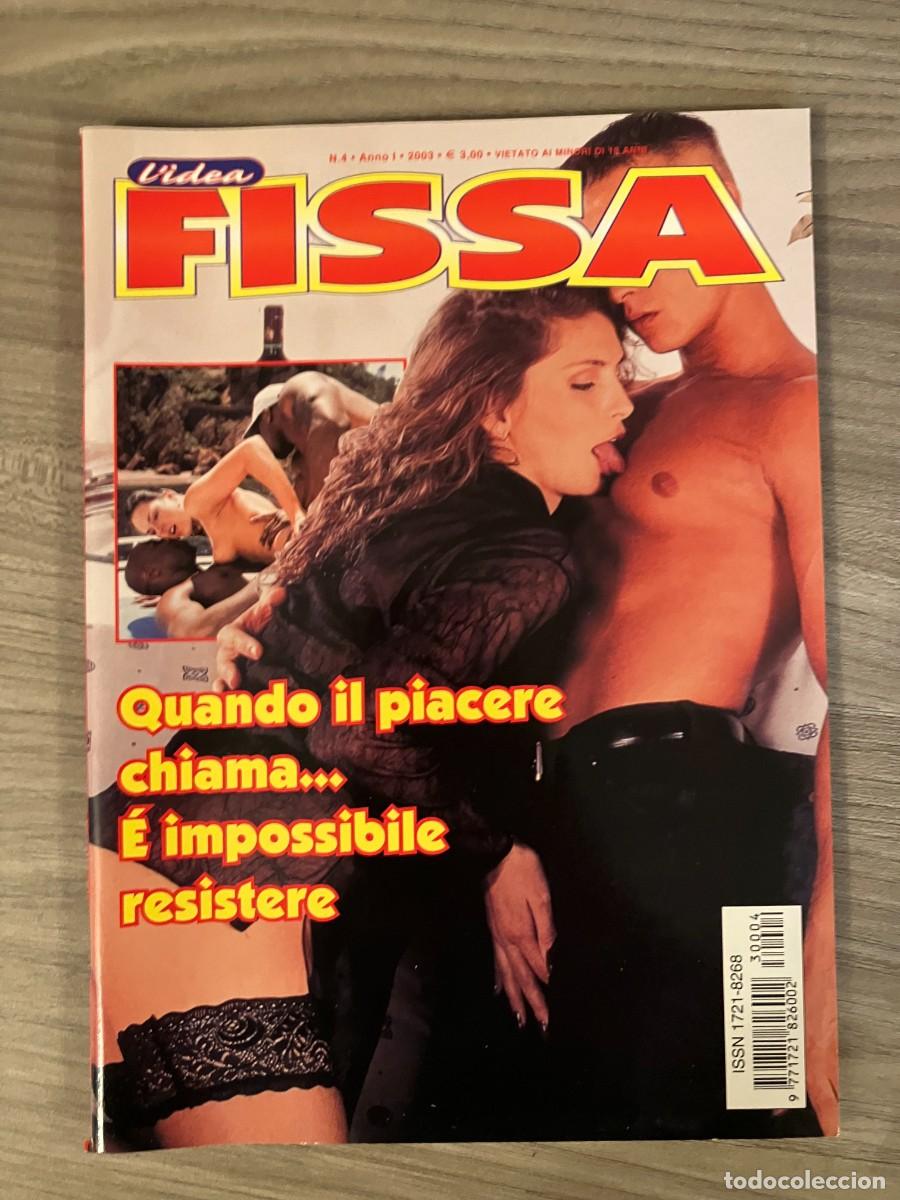 N.4 • Anno I • 2003 • € 3,00 • VIETATO AI MINORI DI 18 ANNI
Videa
FISSA
Quando il piacere
chiama...
É impossibile
resistere
ISSN 1721-8268
30004
9 771721 826002
todocoleccion